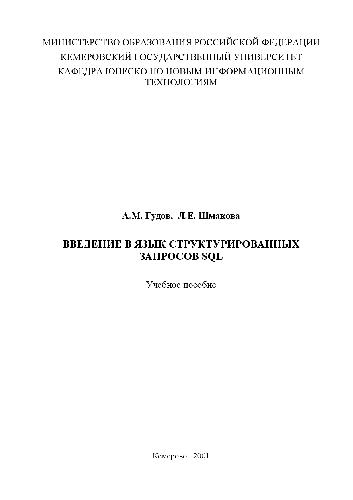 МИНИСТЕРСТВО ОБРАЗОВАНИЯ РОССИЙСКОЙ ФЕДЕРАЦИИ
КЕМЕРОВСКИЙ ГОСУДАРСТВЕННЫЙ УНИВЕРСИТЕТ
КАФЕДРА ЮНЕСКО ПО НОВЫМ ИНФОРМАЦИОННЫМ
ТЕХНОЛОГИЯМ
А.М. Гудов, Л.Е. Шмакова
ВВЕДЕНИЕ В ЯЗЫК СТРУКТУРИРОВАННЫХ
ЗАПРОСОВ SQL
Учебное пособие
Кемерово 2001